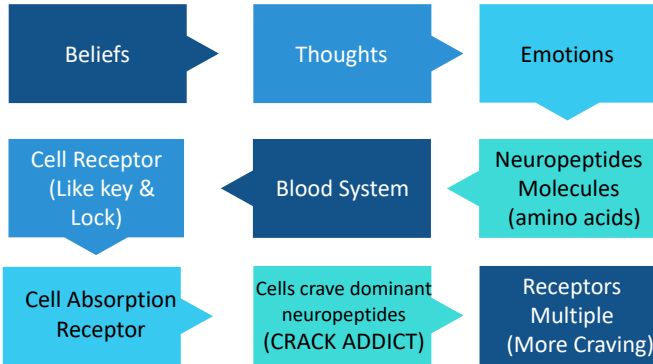 Beliefs
Thoughts
Emotions
Neuropeptides
Molecules
(amino acids)
Blood System
Cell Receptor
(Like key &
Lock)
Cell Absorption
Receptor
Cells crave dominant
neuropeptides
(CRACK ADDICT)
Receptors
Multiple
(More Craving)